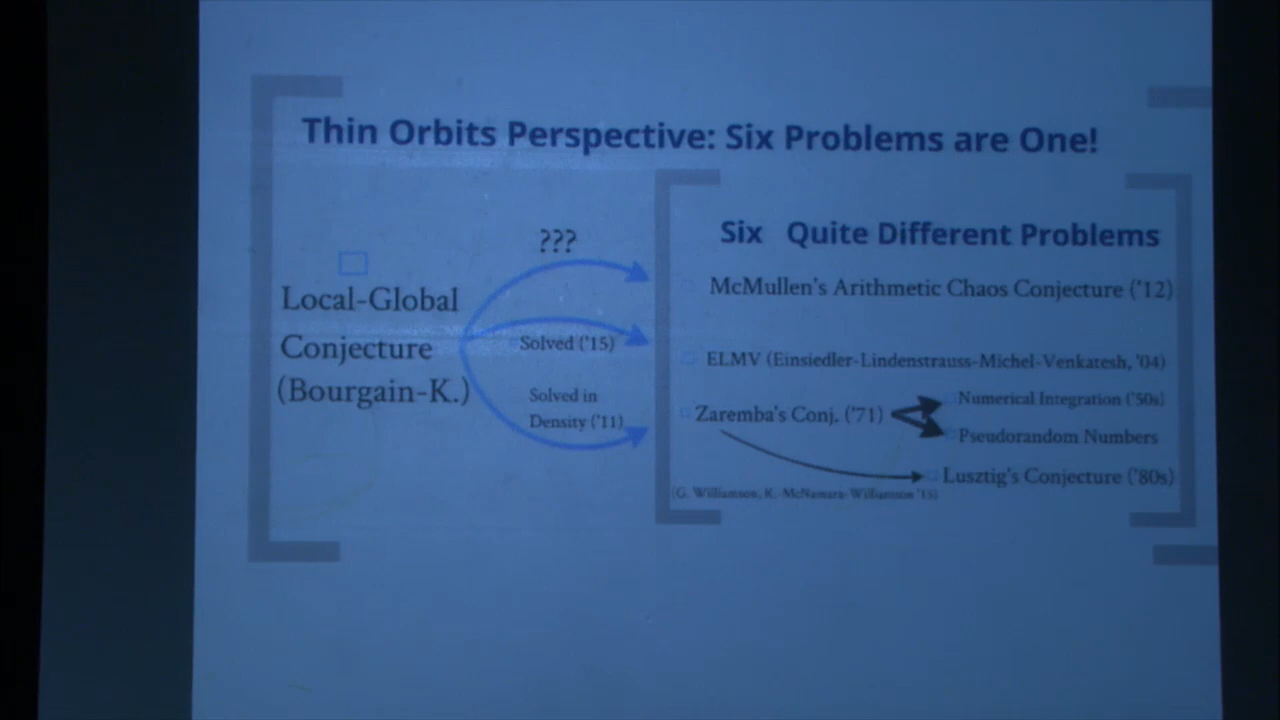 Thin Orbits Perspective: Six Problems are One!
Local-Global
Conjecture
(Bourgain-K.)
???
Solved ('15)
Solved in
Density ('11)
Six Quite Different Problems
McMullen's Arithmetic Chaos Conjecture ('12)
ELMV (Einsiedler-Lindenstrauss-Michel-Venkatesh, '04)
Zaremba's Conj. ('71)
Numerical Integration ('50s)
Pseudorandom Numbers
Lusztig's Conjecture ('80s)
(G. Williamson, K.-McNamara-Williamson '15)